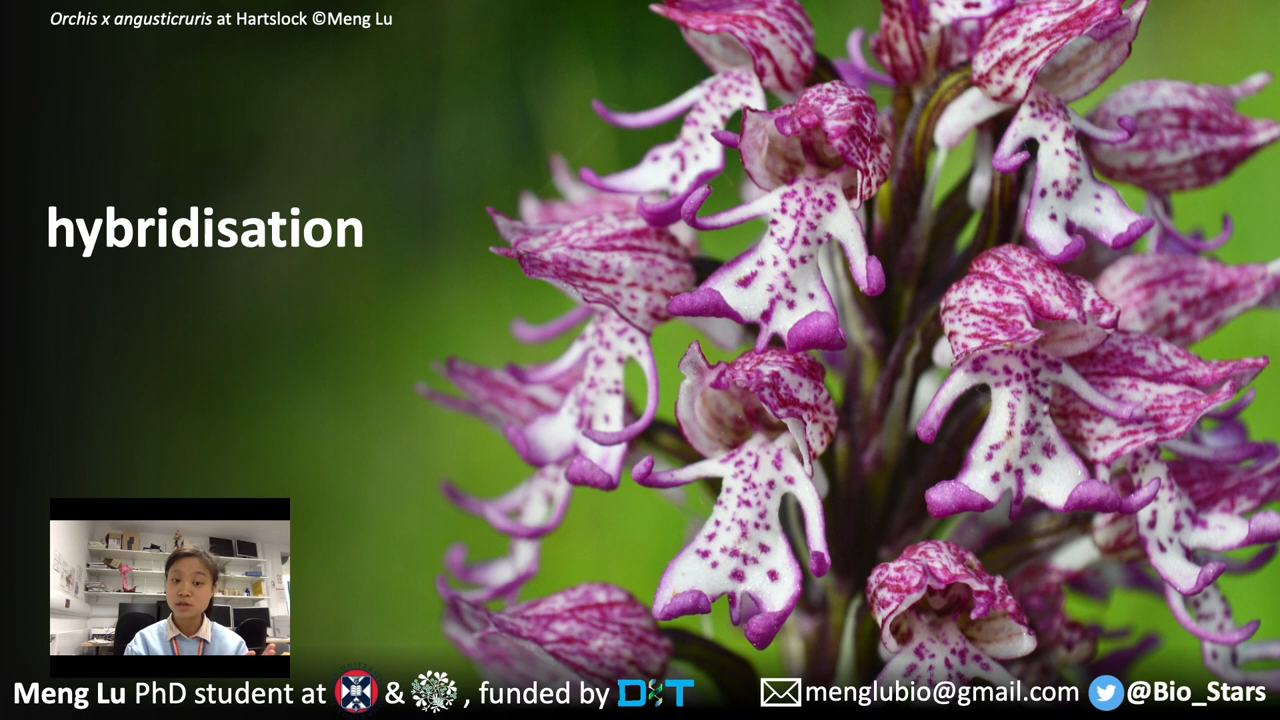 Orchis x angusticruris at Hartslock ©Meng Lu
hybridisation
Meng Lu PhD student at & , funded by D T menglubio@gmail.com @Bio_Stars